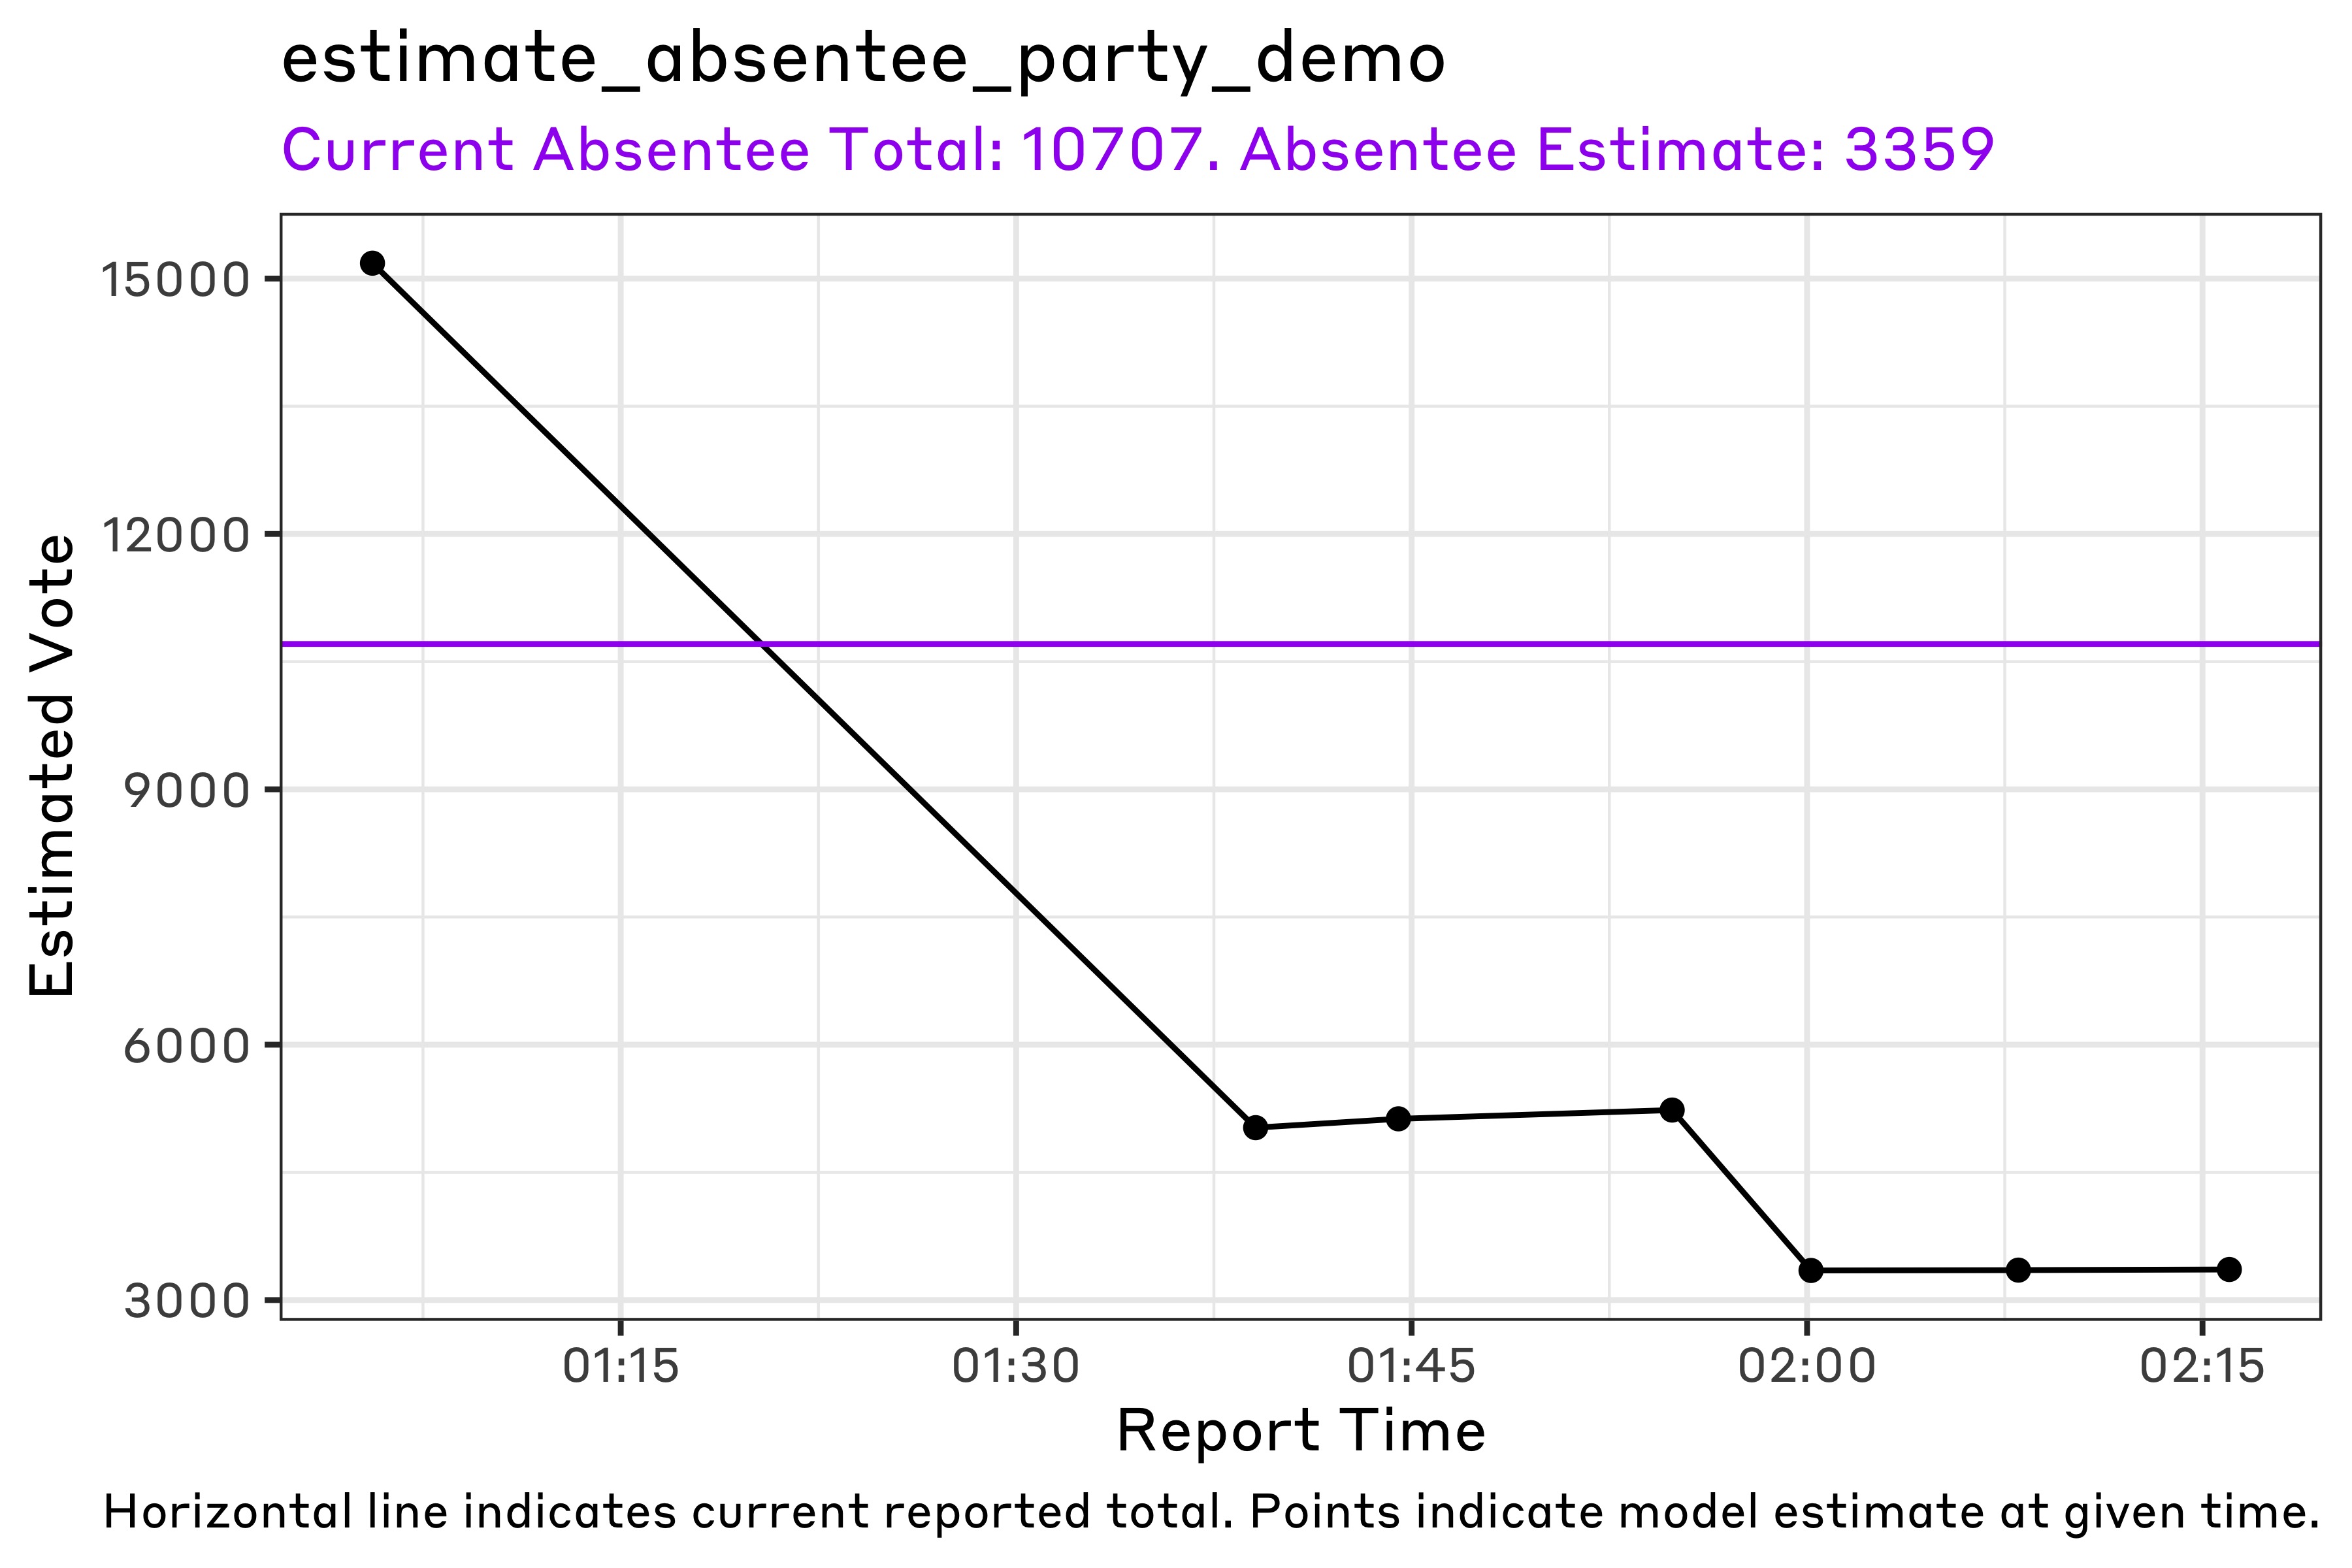 estimate_absentee_party_demo
Current Absentee Total: 10707. Absentee Estimate: 3359
Estimated Vote
15000
12000
9000
6000
3000
01:15
01:30
01:45
02:00
02:15
Report Time
Horizontal line indicates current reported total. Points indicate model estimate at given time.